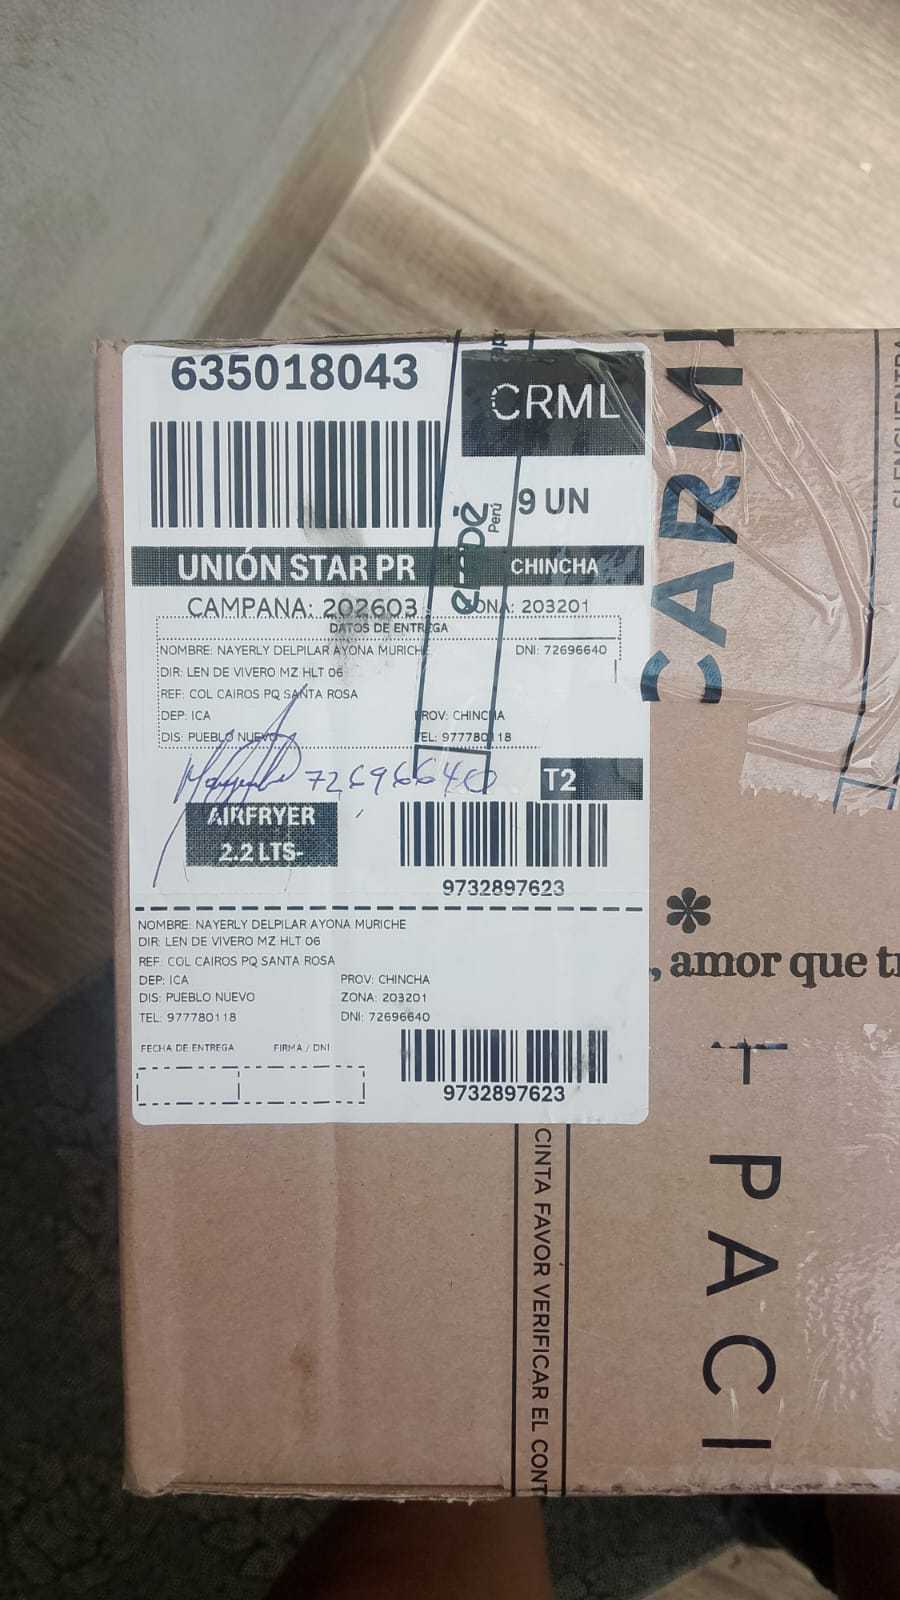 635018043
CRML
9 UN
UNIÓN STAR PR
CHINCHA
CAMPANA: 202603
ZONA: 203201
DATOS DE ENTREGA
NOMBRE: NAYERLY DELPILAR AYONA MURICHE
DNI: 72696640
DIR: LEN DE VIVERO MZ HLT 06
REF: COL CAIROS PQ SANTA ROSA
DEP: ICA
PROV: CHINCHA
DIS: PUEBLO NUEVO
TEL: 977780118
72696640
T2
AIRFRYER
2.2 LTS-
9732897623
NOMBRE: NAYERLY DELPILAR AYONA MURICHE
DIR: LEN DE VIVERO MZ HLT 06
REF: COL CAIROS PQ SANTA ROSA
DEP: ICA
PROV: CHINCHA
DIS: PUEBLO NUEVO
ZONA: 203201
TEL: 977780118
DNI: 72696640
FECHA DE ENTREGA
FIRMA / DNI
9732897623
Perú
CARM
, amor que
PACI
CINTA FAVOR VERIFICAR EL CONT